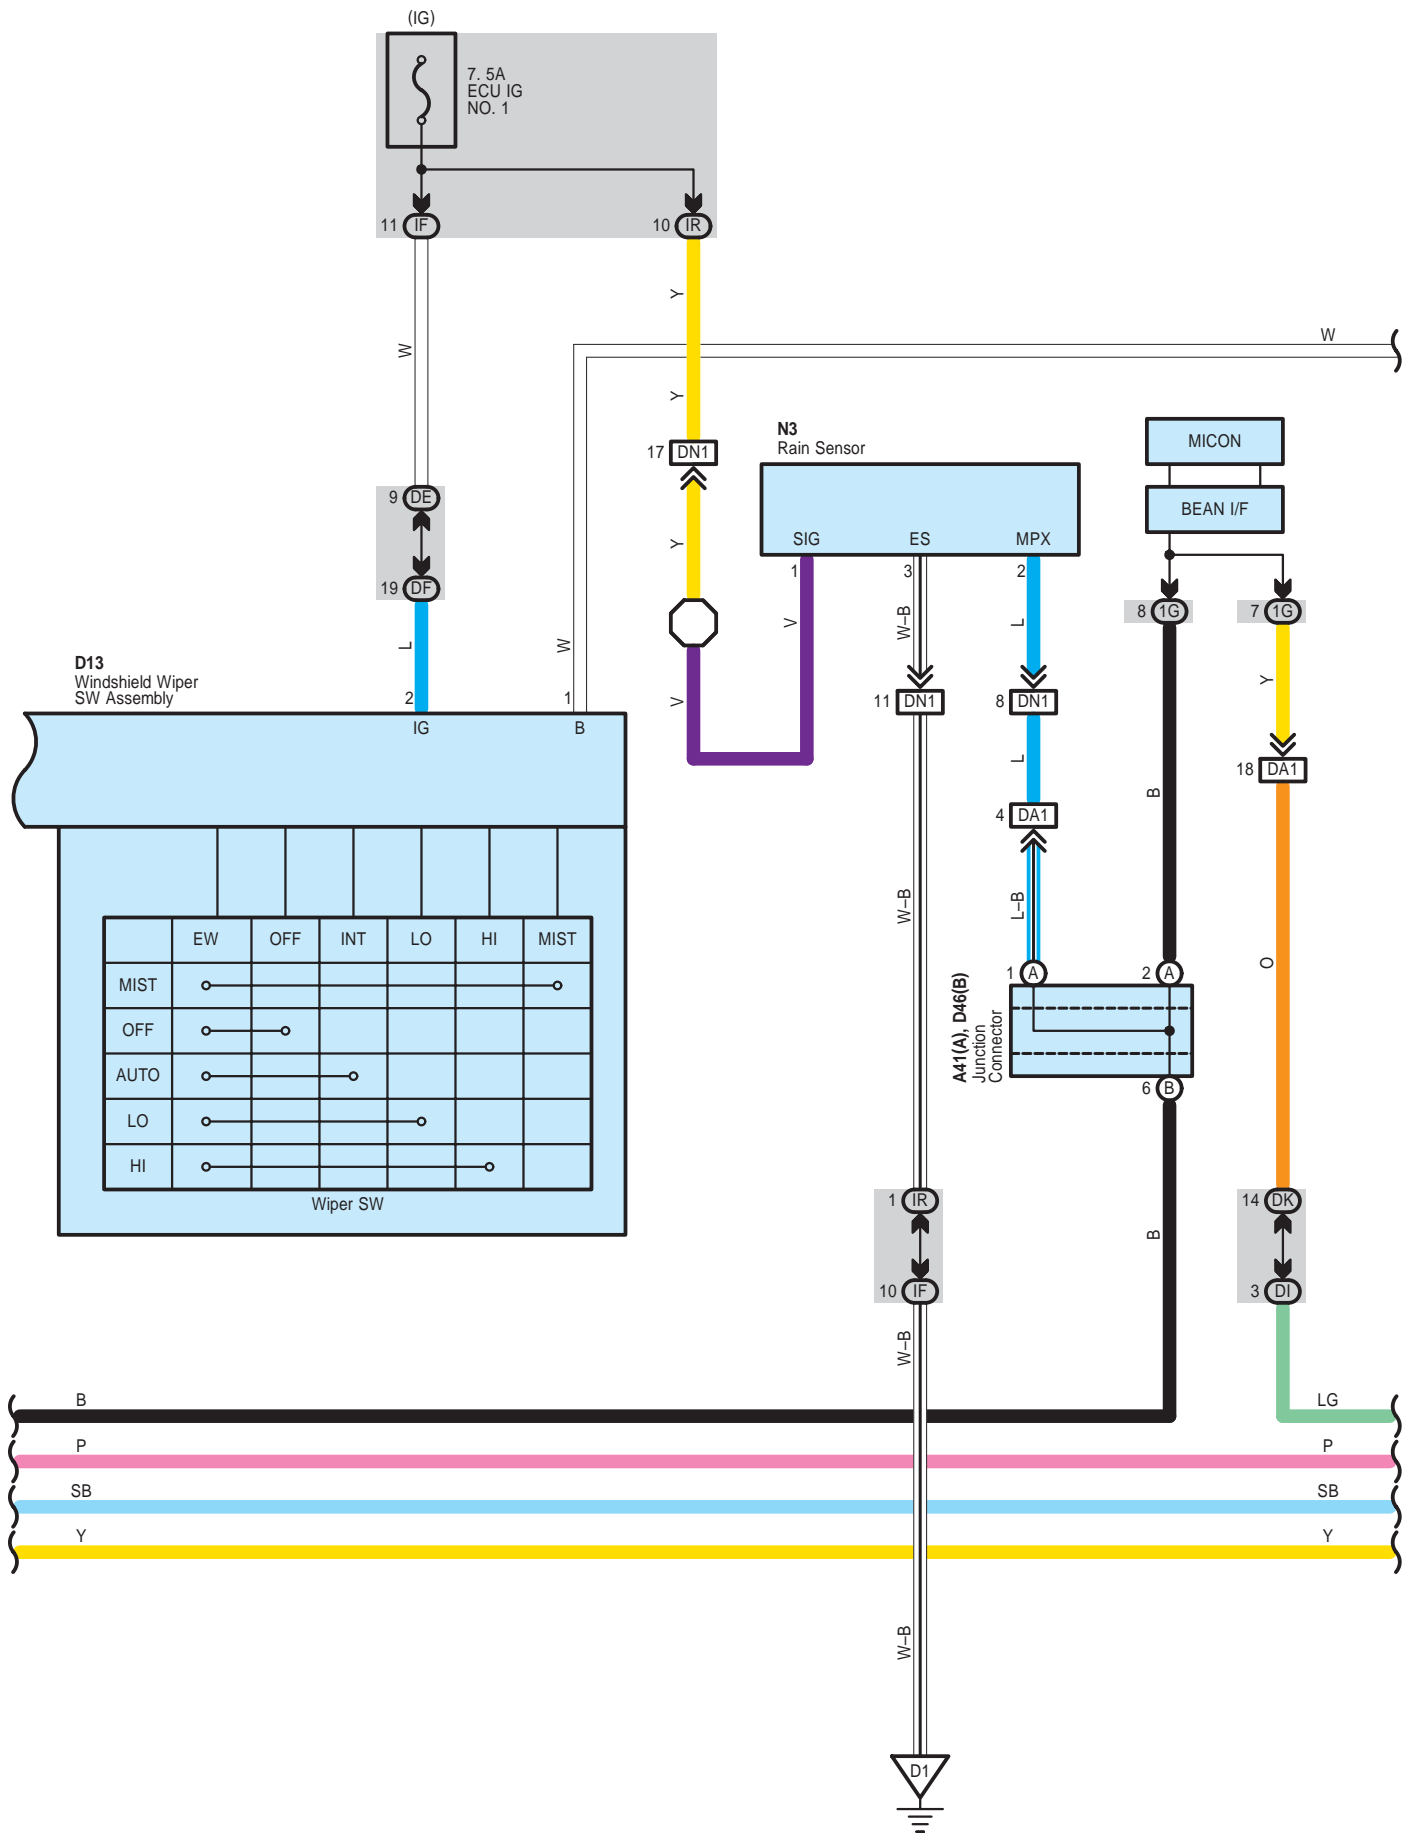 (IG)
7. 5A
ECU IG
NO. 1
11 IF
10 IR
Y
W
W
Y
17 DN1
N3
Rain Sensor
MICON
BEAN I/F
9 DE
Y
SIG ES MPX
1 3 2
19 DF
8 1G
7 1G
L
W
V
W–B
L
D13
Windshield Wiper
SW Assembly
2 1
IG B
V
11 DN1
8 DN1
Y
L
18 DA1
B
4 DA1
W–B
L–B
EW OFF INT LO HI MIST
MIST
OFF
AUTO
LO
HI
Wiper SW
O
1 A
2 A
A41(A), D46(B)
Junction
Connector
6 B
1 IR
10 IF
B
14 DK
3 DI
W–B
B LG
P P
SB SB
Y Y
W–B
D1